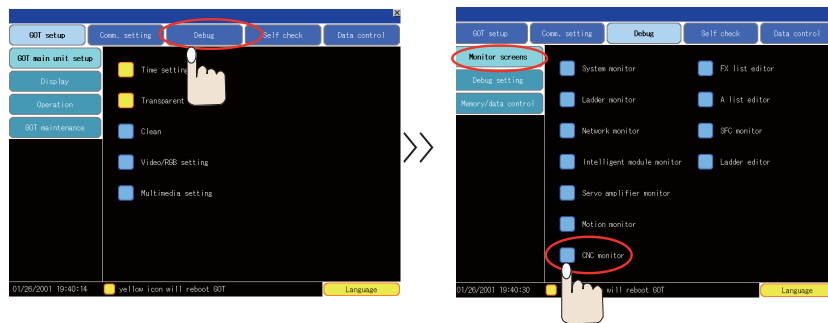 GOT setup
Comm. setting
Debug
Self check
Data control
GOT main unit setup
Display
Operation
GOT maintenance
Time setting
Transparent
Clean
Video/RGB setting
Multimedia setting
01/26/2001 19:40:14
yellow icon will reboot GOT
Language
GOT setup
Comm. setting
Debug
Self check
Data control
Monitor screens
Debug setting
Memory/data control
System monitor
FX list editor
Ladder monitor
A list editor
Network monitor
SFC monitor
Intelligent module monitor
Ladder editor
Servo amplifier monitor
Motion monitor
CNC monitor
01/26/2001 19:40:30
will reboot GOT
Language